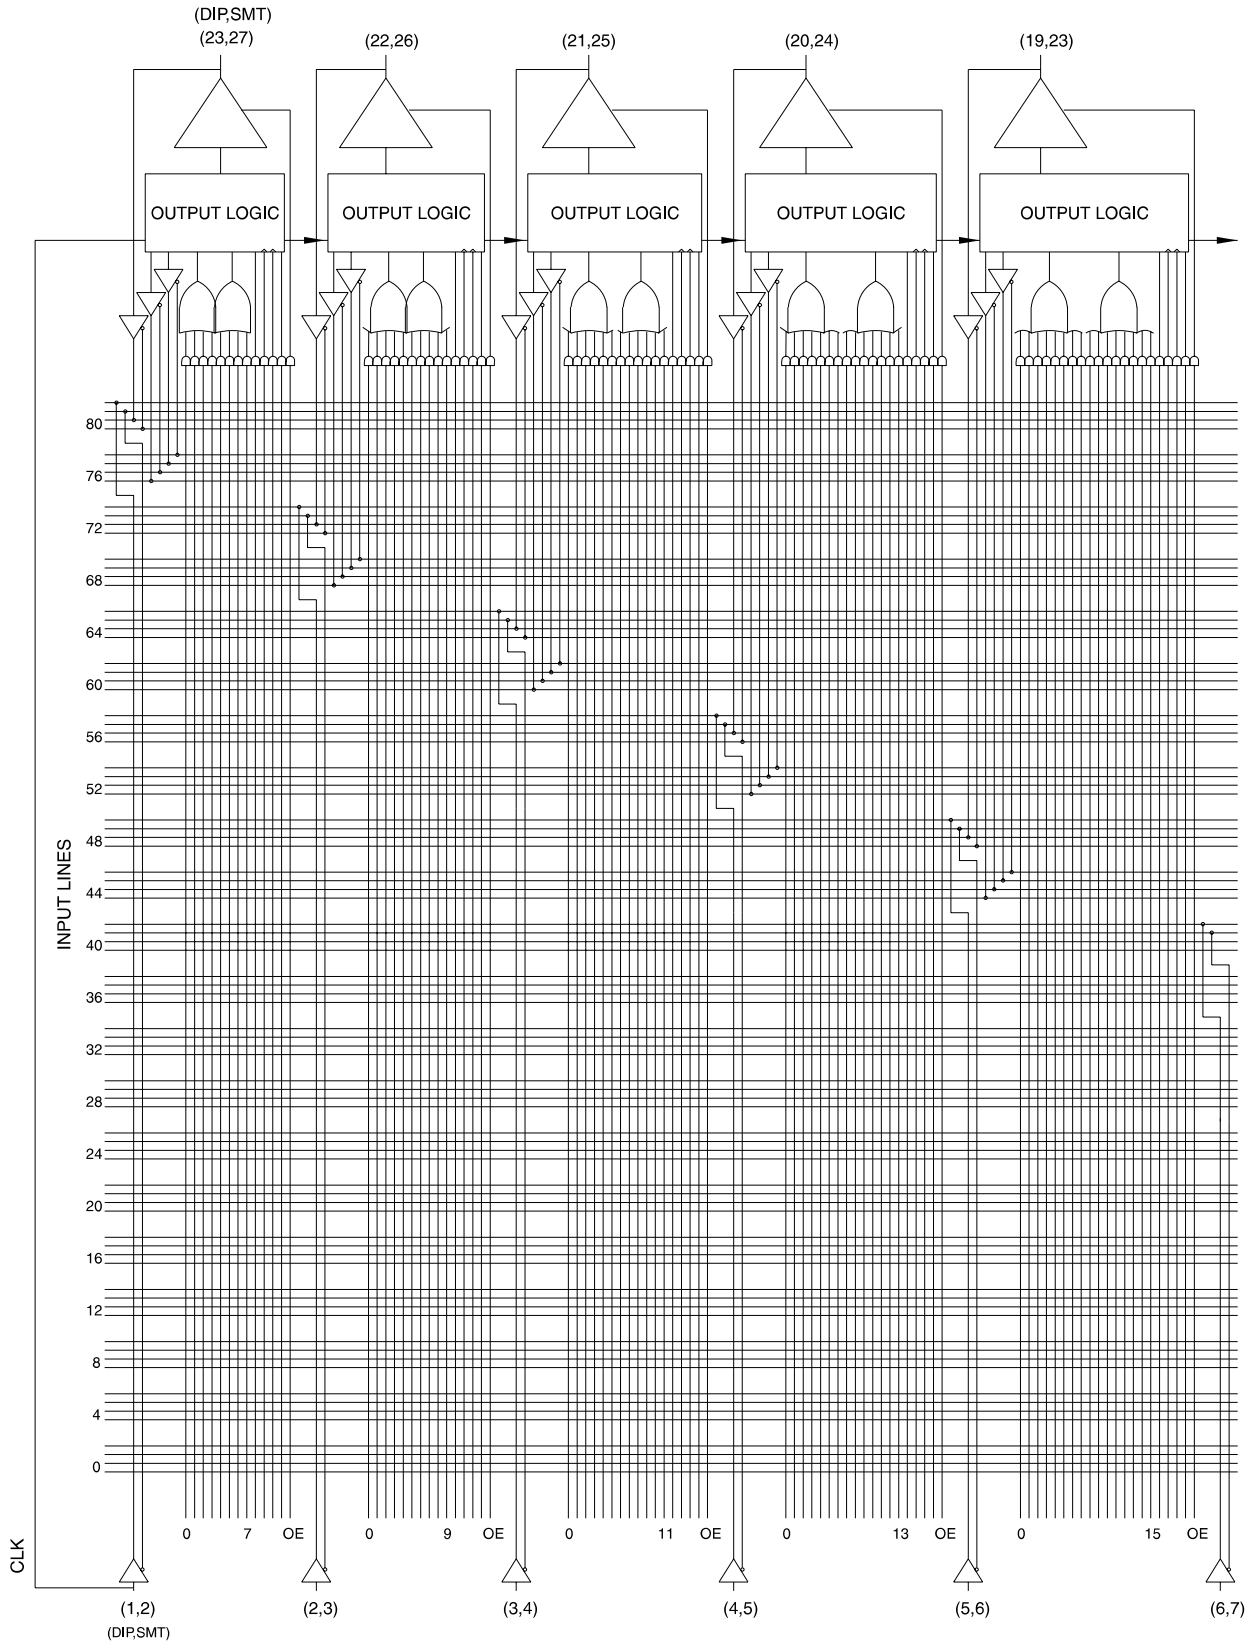 (DIP,SMT)
(23,27) (22,26) (21,25) (20,24) (19,23)
OUTPUT LOGIC OUTPUT LOGIC OUTPUT LOGIC OUTPUT LOGIC OUTPUT LOGIC
80
76
72
68
64
60
56
52
48
44
40
36
32
28
24
20
16
12
8
4
0
INPUT LINES
0 7 OE 0 9 OE 0 11 OE 0 13 OE 0 15 OE
CLK
(1,2) (2,3) (3,4) (4,5) (5,6) (6,7)
(DIP,SMT)